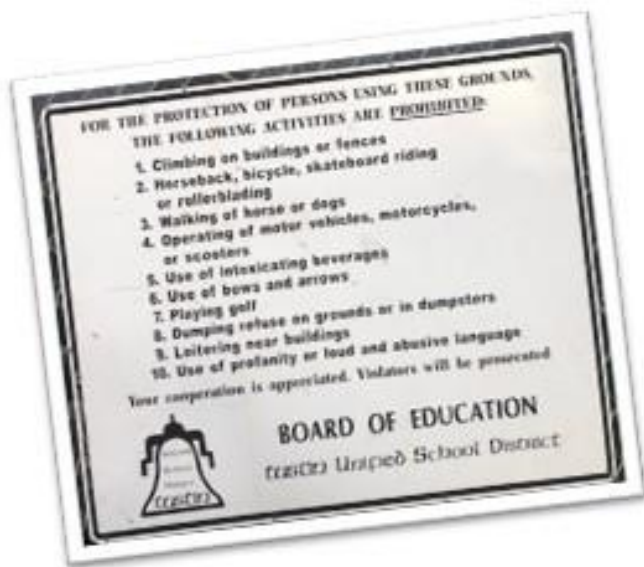 FOR THE PROTECTION OF PERSONS USING THESE GROUNDS,
THE FOLLOWING ACTIVITIES ARE PROHIBITED:
1. Climbing on buildings or fences
2. Horseback, bicycle, skateboard riding
or rollerblading
3. Walking of horse or dogs
4. Operating of motor vehicles, motorcycles,
or scooters
5. Use of intoxicating beverages
6. Use of bows and arrows
7. Playing golf
8. Dumping refuse on grounds or in dumpsters
9. Loitering near buildings
10. Use of profanity or loud and abusive language
Your cooperation is appreciated. Violators will be prosecuted
BOARD OF EDUCATION
Unified School District